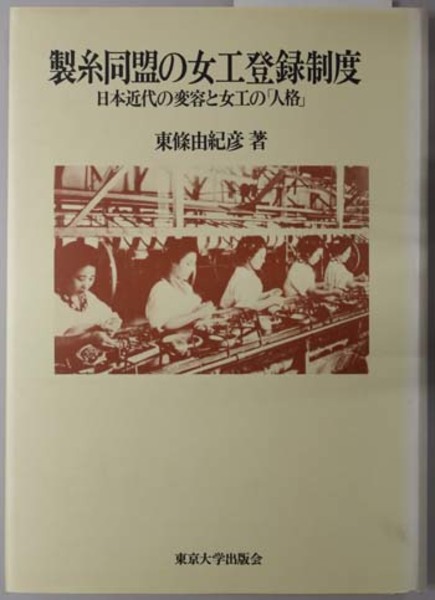 製糸同盟の女工登録制度
日本近代の変容と女工の「人格」
東條由紀彦 著
東京大学出版会